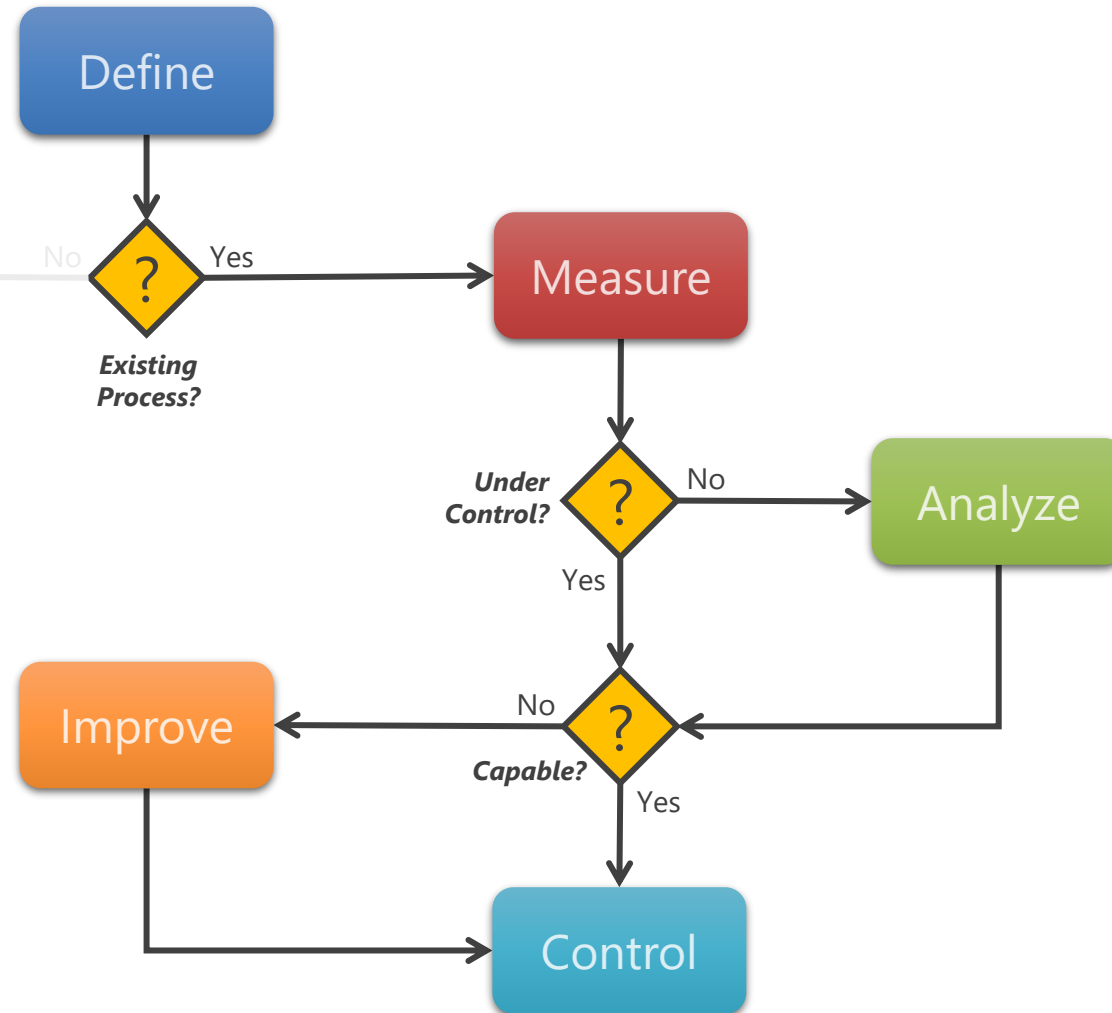 Define
No
?
Yes
Existing
Process?
Measure
Under
Control?
?
No
Analyze
Yes
Improve
No
?
Capable?
Yes
Control